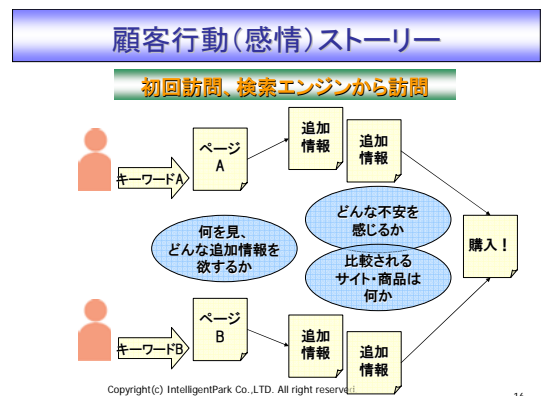 顧客行動(感情)ストーリー
初回訪問、検索エンジンから訪問
キーワードA
ページ
A
追加
情報
追加
情報
何を見、
どんな追加情報を
欲するか
どんな不安を
感じるか
比較される
サイト・商品は
何か
購入！
キーワードB
ページ
B
追加
情報
追加
情報
Copyright(c) IntelligentPark Co.,LTD. All right reserved.